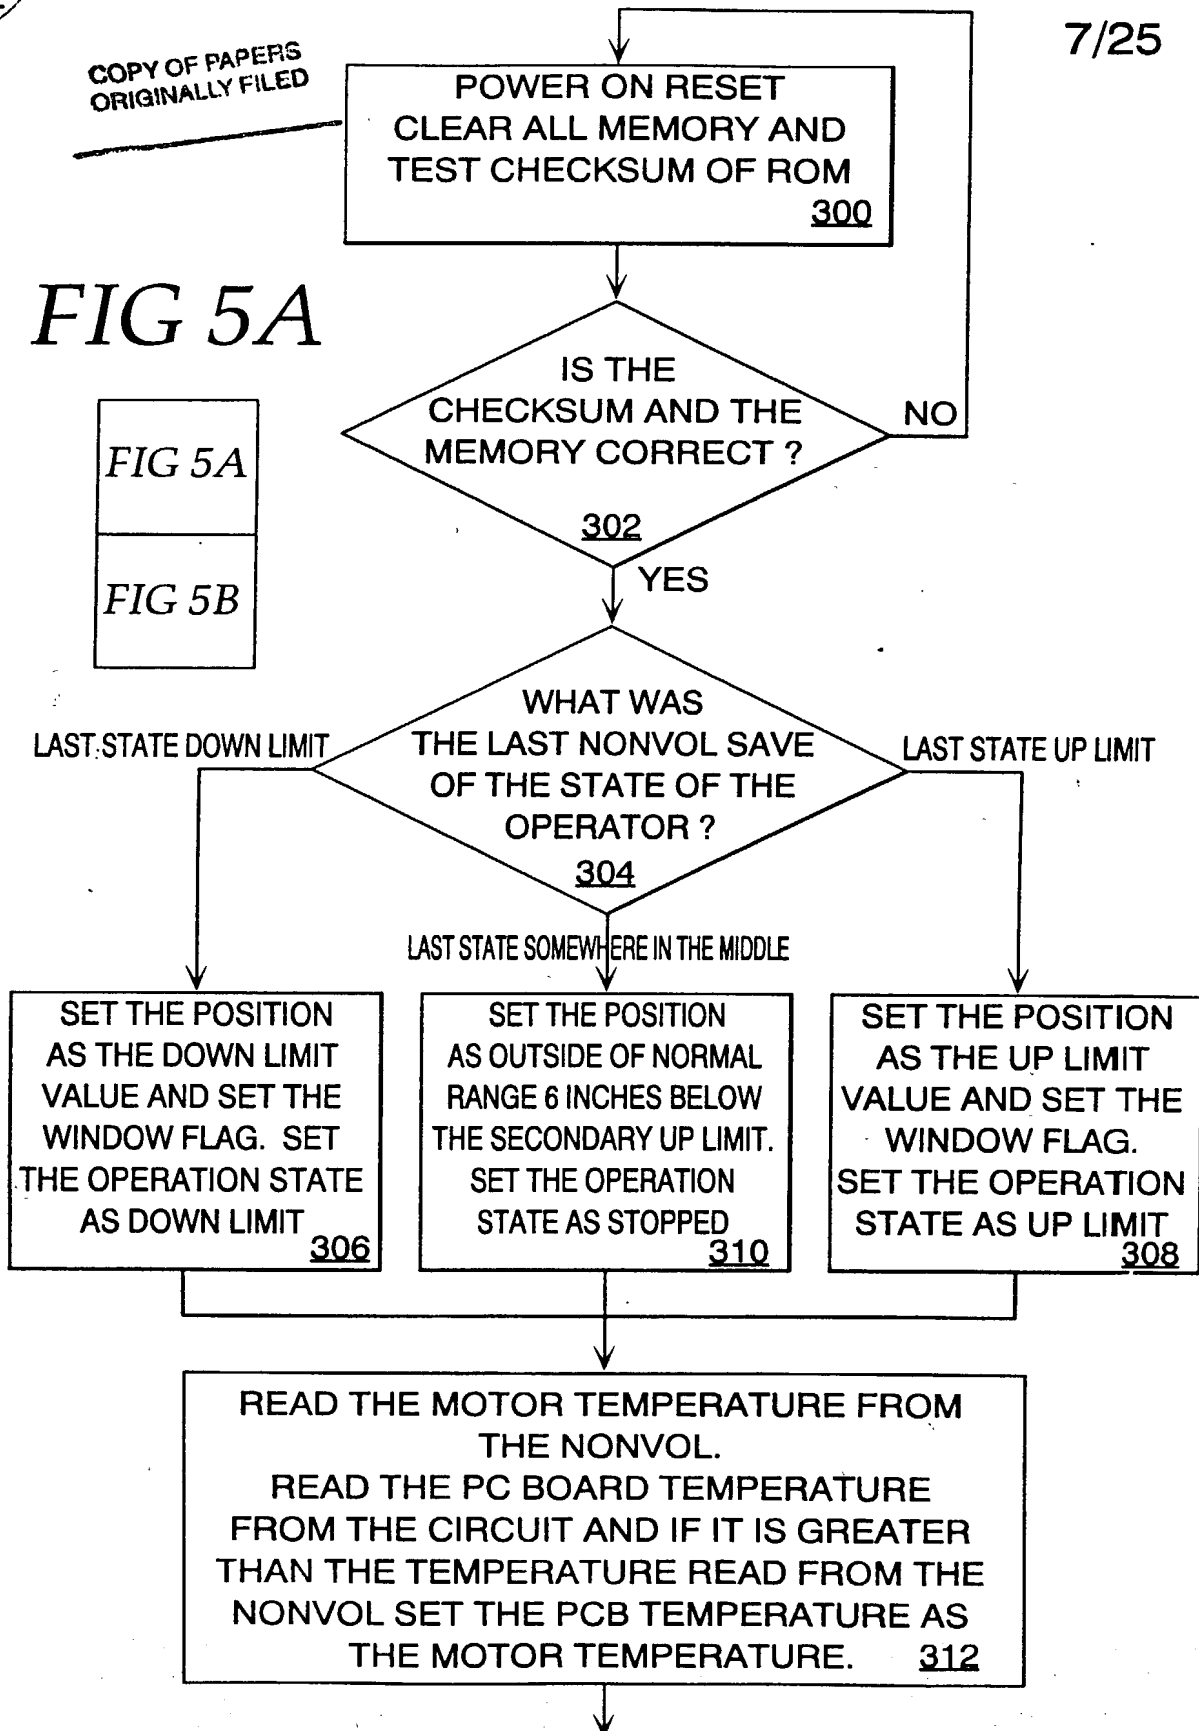 7/25
COPY OF PAPERS
ORIGINALLY FILED
POWER ON RESET
CLEAR ALL MEMORY AND
TEST CHECKSUM OF ROM
300
FIG 5A
IS THE
CHECKSUM AND THE
MEMORY CORRECT ?
302
NO
YES
FIG 5A
FIG 5B
WHAT WAS
THE LAST NONVOL SAVE
OF THE STATE OF THE
OPERATOR ?
304
LAST STATE DOWN LIMIT
LAST STATE UP LIMIT
LAST STATE SOMEWHERE IN THE MIDDLE
SET THE POSITION
AS THE DOWN LIMIT
VALUE AND SET THE
WINDOW FLAG. SET
THE OPERATION STATE
AS DOWN LIMIT
306
SET THE POSITION
AS OUTSIDE OF NORMAL
RANGE 6 INCHES BELOW
THE SECONDARY UP LIMIT.
SET THE OPERATION
STATE AS STOPPED
310
SET THE POSITION
AS THE UP LIMIT
VALUE AND SET THE
WINDOW FLAG.
SET THE OPERATION
STATE AS UP LIMIT
308
READ THE MOTOR TEMPERATURE FROM
THE NONVOL.
READ THE PC BOARD TEMPERATURE
FROM THE CIRCUIT AND IF IT IS GREATER
THAN THE TEMPERATURE READ FROM THE
NONVOL SET THE PCB TEMPERATURE AS
THE MOTOR TEMPERATURE. 312